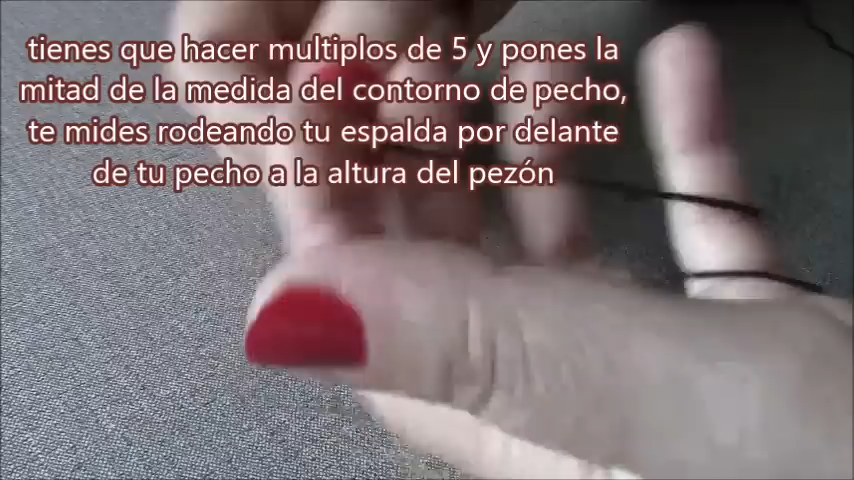 tienes que hacer multiplos de 5 y pones la
mitad de la medida del contorno de pecho,
te mides rodeando tu espalda por delante
de tu pecho a la altura del pezón